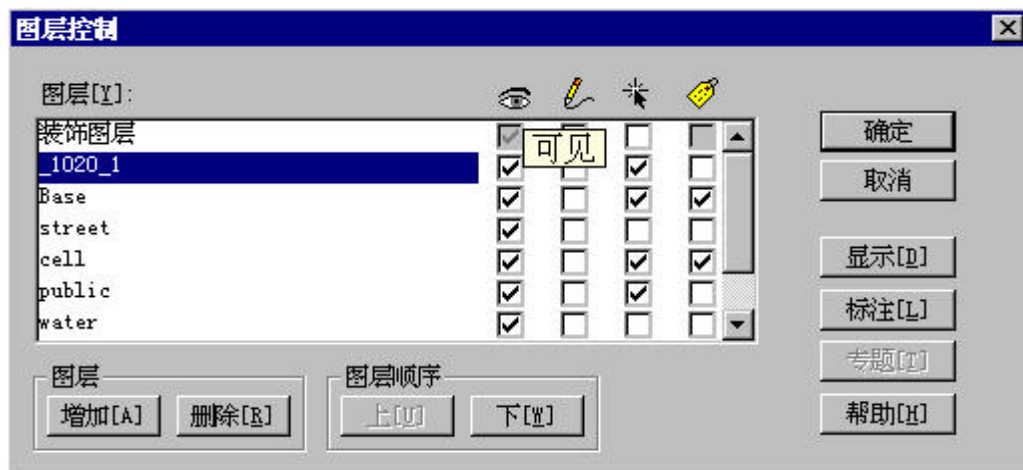 图层控制
图层[Y]:
装饰图层
可见
_1020_1
Base
street
cell
public
water
确定
取消
显示[D]
标注[L]
专题[T]
帮助[H]
图层
增加[A] 删除[R]
图层顺序
上[U] 下[W]